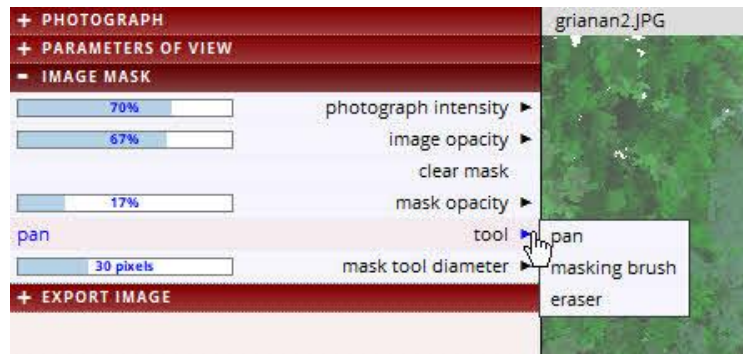 + PHOTOGRAPH
grianan2.JPG
+ PARAMETERS OF VIEW
- IMAGE MASK
70% photograph intensity ►
67% image opacity ►
clear mask
17% mask opacity ►
pan tool ►
pan
30 pixels mask tool diameter ►
masking brush
+ EXPORT IMAGE
eraser